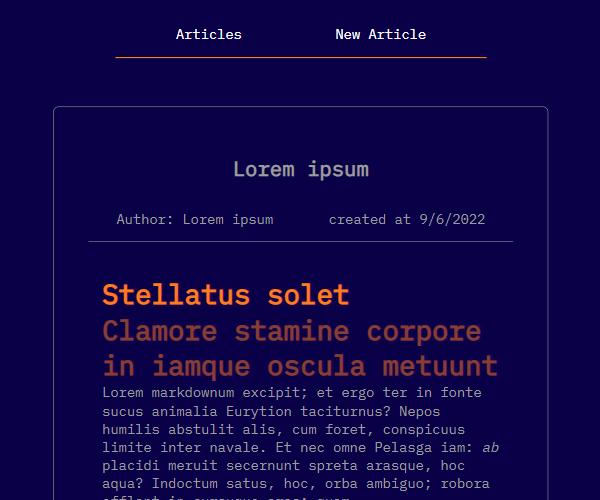 Articles New Article
Lorem ipsum
Author: Lorem ipsum created at 9/6/2022
Stellatus solet
Clamore stamine corpore
in iamque oscula metuunt
Lorem markdownum excipit; et ergo ter in fonte
sucus animalia Eurytion taciturnus? Nepos
humilis abstulit alis, cum foret, conspicuus
limite inter navale. Et nec omne Pelasga iam: ab
placidi meruit secernunt spreta arasque, hoc
aqua? Indoctum satus, hoc, orba ambiguo; robora